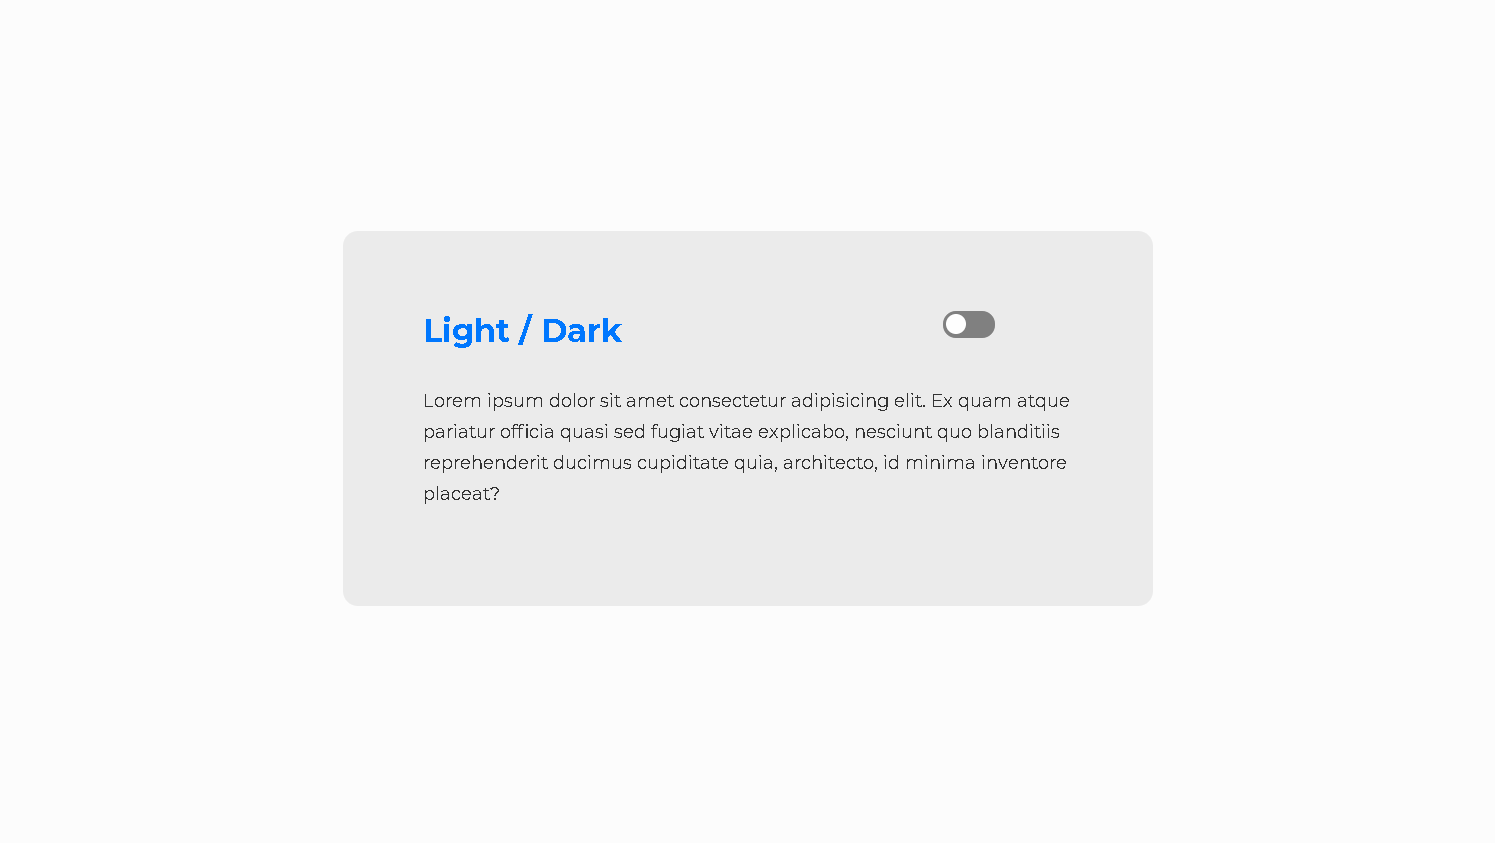 Light / Dark
Lorem ipsum dolor sit amet consectetur adipisicing elit. Ex quam atque
pariatur officia quasi sed fugiat vitae explicabo, nesciunt quo blanditiis
reprehenderit ducimus cupiditate quia, architecto, id minima inventore
placeat?